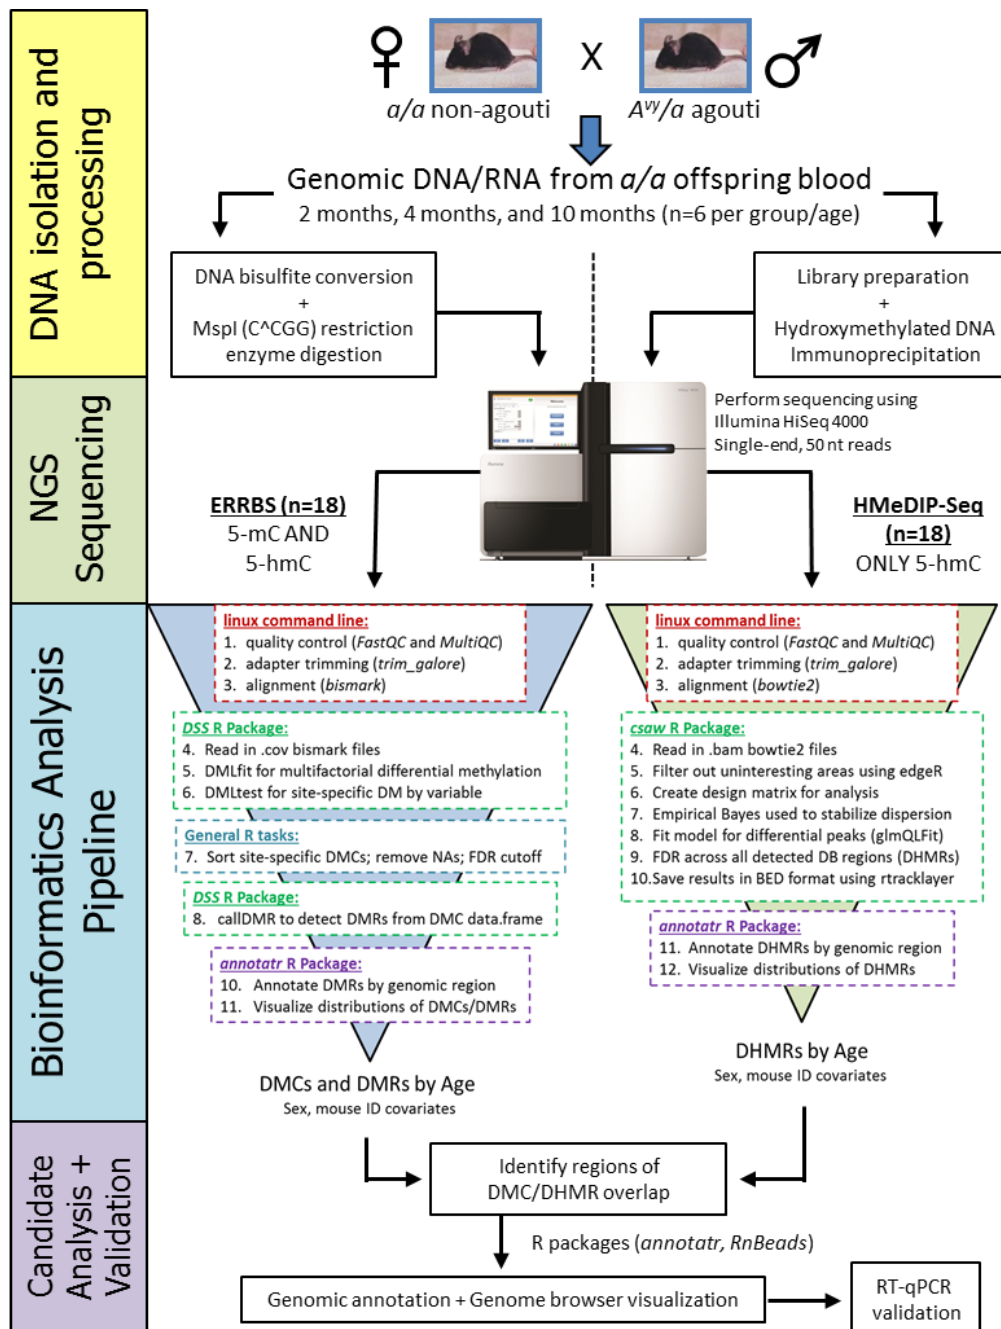 DNA isolation and
processing
♀
X
♂
a/a non-agouti
Aᵛʸ/a agouti
Genomic DNA/RNA from a/a offspring blood
2 months, 4 months, and 10 months (n=6 per group/age)
DNA bisulfite conversion
+
MspI (C^CGG) restriction
enzyme digestion
Library preparation
+
Hydroxymethylated DNA
Immunoprecipitation
NGS
Sequencing
Perform sequencing using
Illumina HiSeq 4000
Single-end, 50 nt reads
ERRBS (n=18)
5-mC AND
5-hmC
HMeDIP-Seq
(n=18)
ONLY 5-hmC
Bioinformatics Analysis
Pipeline
linux command line:
1. quality control (FastQC and MultiQC)
2. adapter trimming (trim_galore)
3. alignment (bismark)
DSS R Package:
4. Read in .cov bismark files
5. DMLfit for multifactorial differential methylation
6. DMLtest for site-specific DM by variable
General R tasks:
7. Sort site-specific DMCs; remove NAs; FDR cutoff
DSS R Package:
8. callDMR to detect DMRs from DMC data.frame
annotatr R Package:
10. Annotate DMRs by genomic region
11. Visualize distributions of DMCs/DMRs
DMCs and DMRs by Age
Sex, mouse ID covariates
linux command line:
1. quality control (FastQC and MultiQC)
2. adapter trimming (trim_galore)
3. alignment (bowtie2)
csaw R Package:
4. Read in .bam bowtie2 files
5. Filter out uninteresting areas using edgeR
6. Create design matrix for analysis
7. Empirical Bayes used to stabilize dispersion
8. Fit model for differential peaks (glmQLFit)
9. FDR across all detected DB regions (DHMRs)
10.Save results in BED format using rtracklayer
annotatr R Package:
11. Annotate DHMRs by genomic region
12. Visualize distributions of DHMRs
DHMRs by Age
Sex, mouse ID covariates
Candidate
Analysis +
Validation
Identify regions of
DMC/DHMR overlap
R packages (annotatr, RnBeads)
Genomic annotation + Genome browser visualization
RT-qPCR
validation